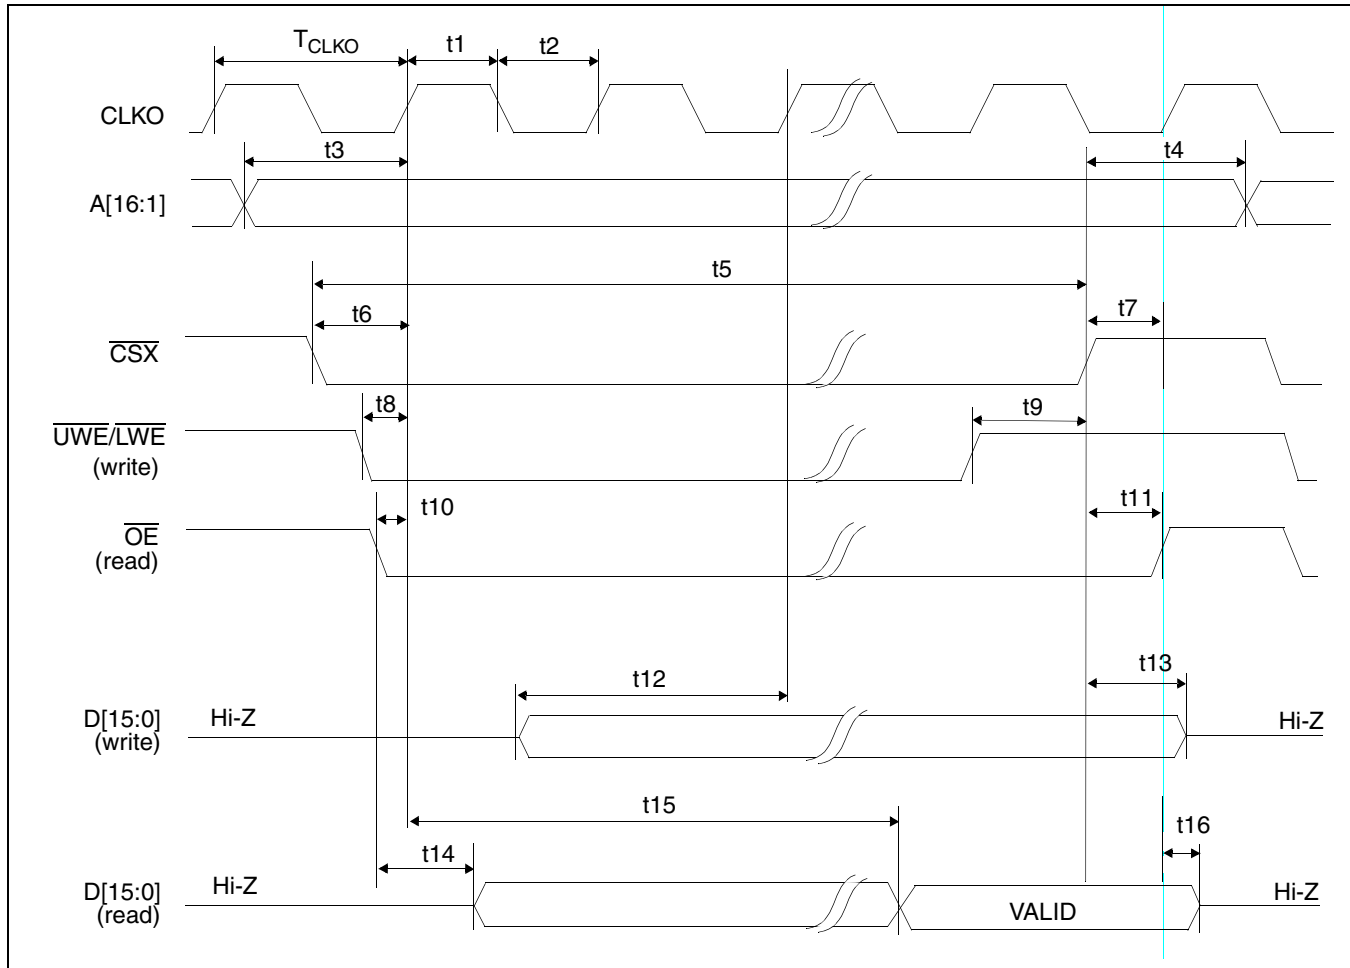 TCLKO
t1
t2
CLKO
t3
t4
A[16:1]
t5
t6
t7
CSX
t8
t9
UWE/LWE
(write)
t10
t11
OE
(read)
t12
t13
D[15:0]
(write)
Hi-Z
Hi-Z
t15
t14
t16
D[15:0]
(read)
Hi-Z
VALID
Hi-Z